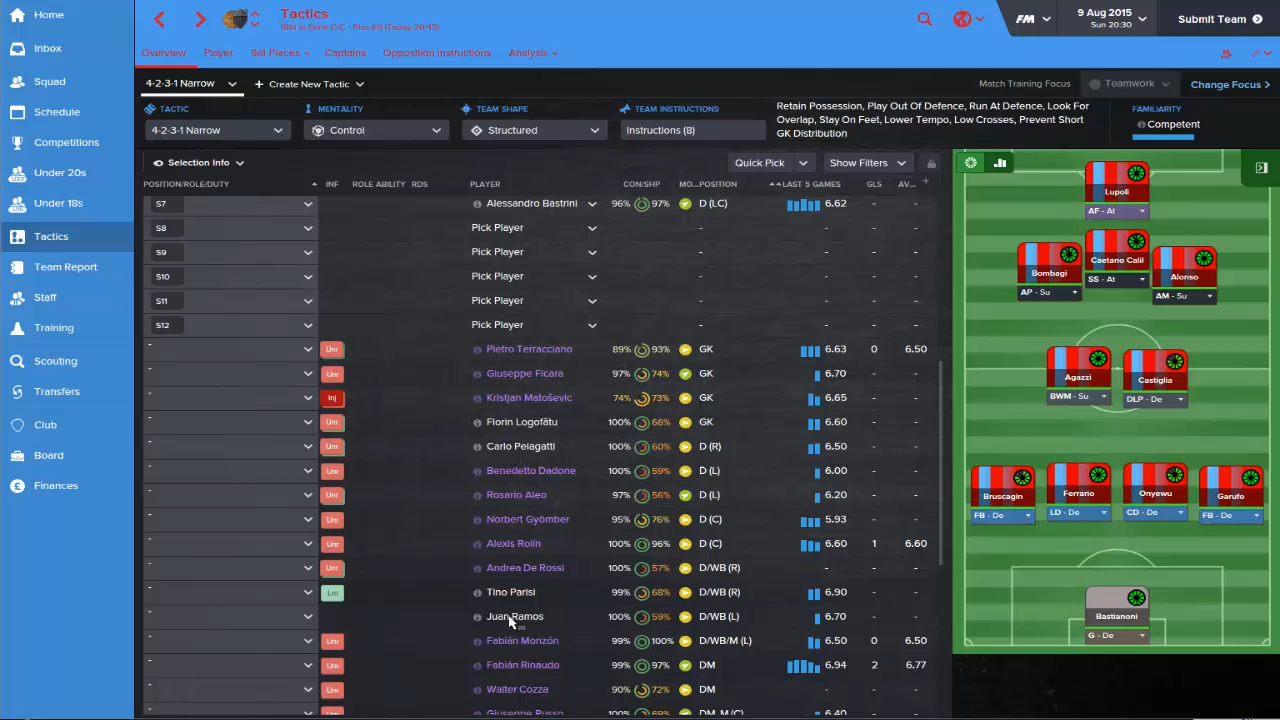 Home
Inbox
Squad
Schedule
Competitions
Under 20s
Under 18s
Tactics
Team Report
Staff
Training
Scouting
Transfers
Club
Board
Finances
Tactics
18th in Serie C/C - Pisa (H) (Today 20:45)
FM
9 Aug 2015
Sun 20:30
Submit Team
Overview Player Set Pieces Captains Opposition Instructions Analysis
4-2-3-1 Narrow + Create New Tactic
Match Training Focus Teamwork Change Focus
TACTIC MENTALITY TEAM SHAPE TEAM INSTRUCTIONS
4-2-3-1 Narrow Control Structured Instructions (8)
Retain Possession, Play Out Of Defence, Run At Defence, Look For
Overlap, Stay On Feet, Lower Tempo, Low Crosses, Prevent Short
GK Distribution
FAMILIARITY
Competent
Selection Info Quick Pick Show Filters
POSITION/ROLE/DUTY INF ROLE ABILITY RDS PLAYER CON/SHP MO... POSITION LAST 5 GAMES GLS AV...
S7 Alessandro Bastrini 96% 97% D (LC) 6.62 - -
S8 Pick Player - - - -
S9 Pick Player - - - -
S10 Pick Player - - - -
S11 Pick Player - - - -
S12 Pick Player - - - -
- Unr Pietro Terracciano 89% 93% GK 6.63 0 6.50
- Unr Giuseppe Ficara 97% 74% GK 6.70 - -
- Inj Kristjan Matošević 74% 73% GK 6.65 - -
- Unr Florin Logofătu 100% 66% GK 6.60 - -
- Unr Carlo Pelagatti 100% 60% D (R) 6.50 - -
- Unr Benedetto Dadone 100% 59% D (L) 6.00 - -
- Unr Rosario Aleo 97% 56% D (L) 6.20 - -
- Unr Norbert Gyömber 95% 76% D (C) 5.93 - -
- Unr Alexis Rolín 100% 96% D (C) 6.60 1 6.60
- Unr Andrea De Rossi 100% 57% D/WB (R) - - -
- Lm Tino Parisi 99% 68% D/WB (R) 6.90 - -
- Juan Ramos 100% 59% D/WB (L) 6.70 - -
- Unr Fabián Monzón 99% 100% D/WB/M (L) 6.50 0 6.50
- Unr Fabián Rinaudo 99% 97% DM 6.94 2 6.77
- Unr Walter Cozza 90% 72% DM - - -
Giuseppe Russo 100% 69% DM, M (C) 6.40 - -
Lupoli
AF - At
Caetano Calil
SS - At
Bombagi
AP - Su
Alonso
AM - Su
Agazzi
BWM - Su
Castiglia
DLP - De
Bruscagin
FB - De
Ferrario
LD - De
Onyewu
CD - De
Garufo
FB - De
Bastianoni
G - De